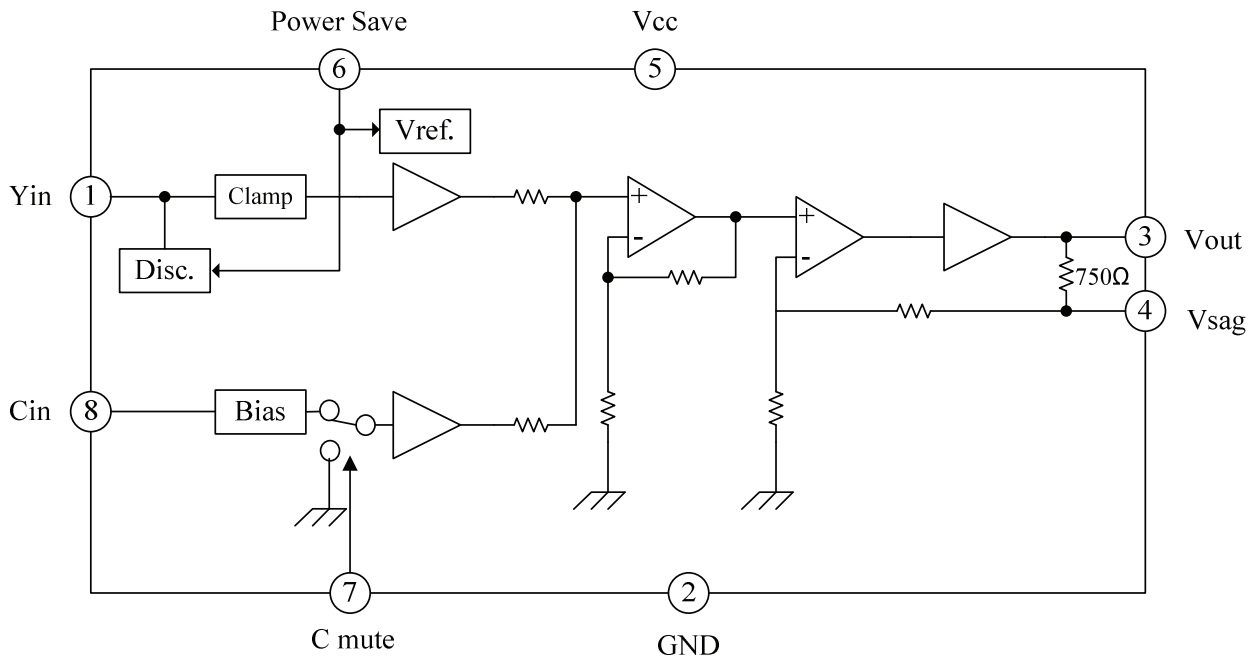 Power Save
Vcc
6
5
Vref.
Yin
1
Clamp
+
-
+
-
3
Vout
Disc.
750Ω
4
Vsag
Cin
8
Bias
7
2
C mute
GND